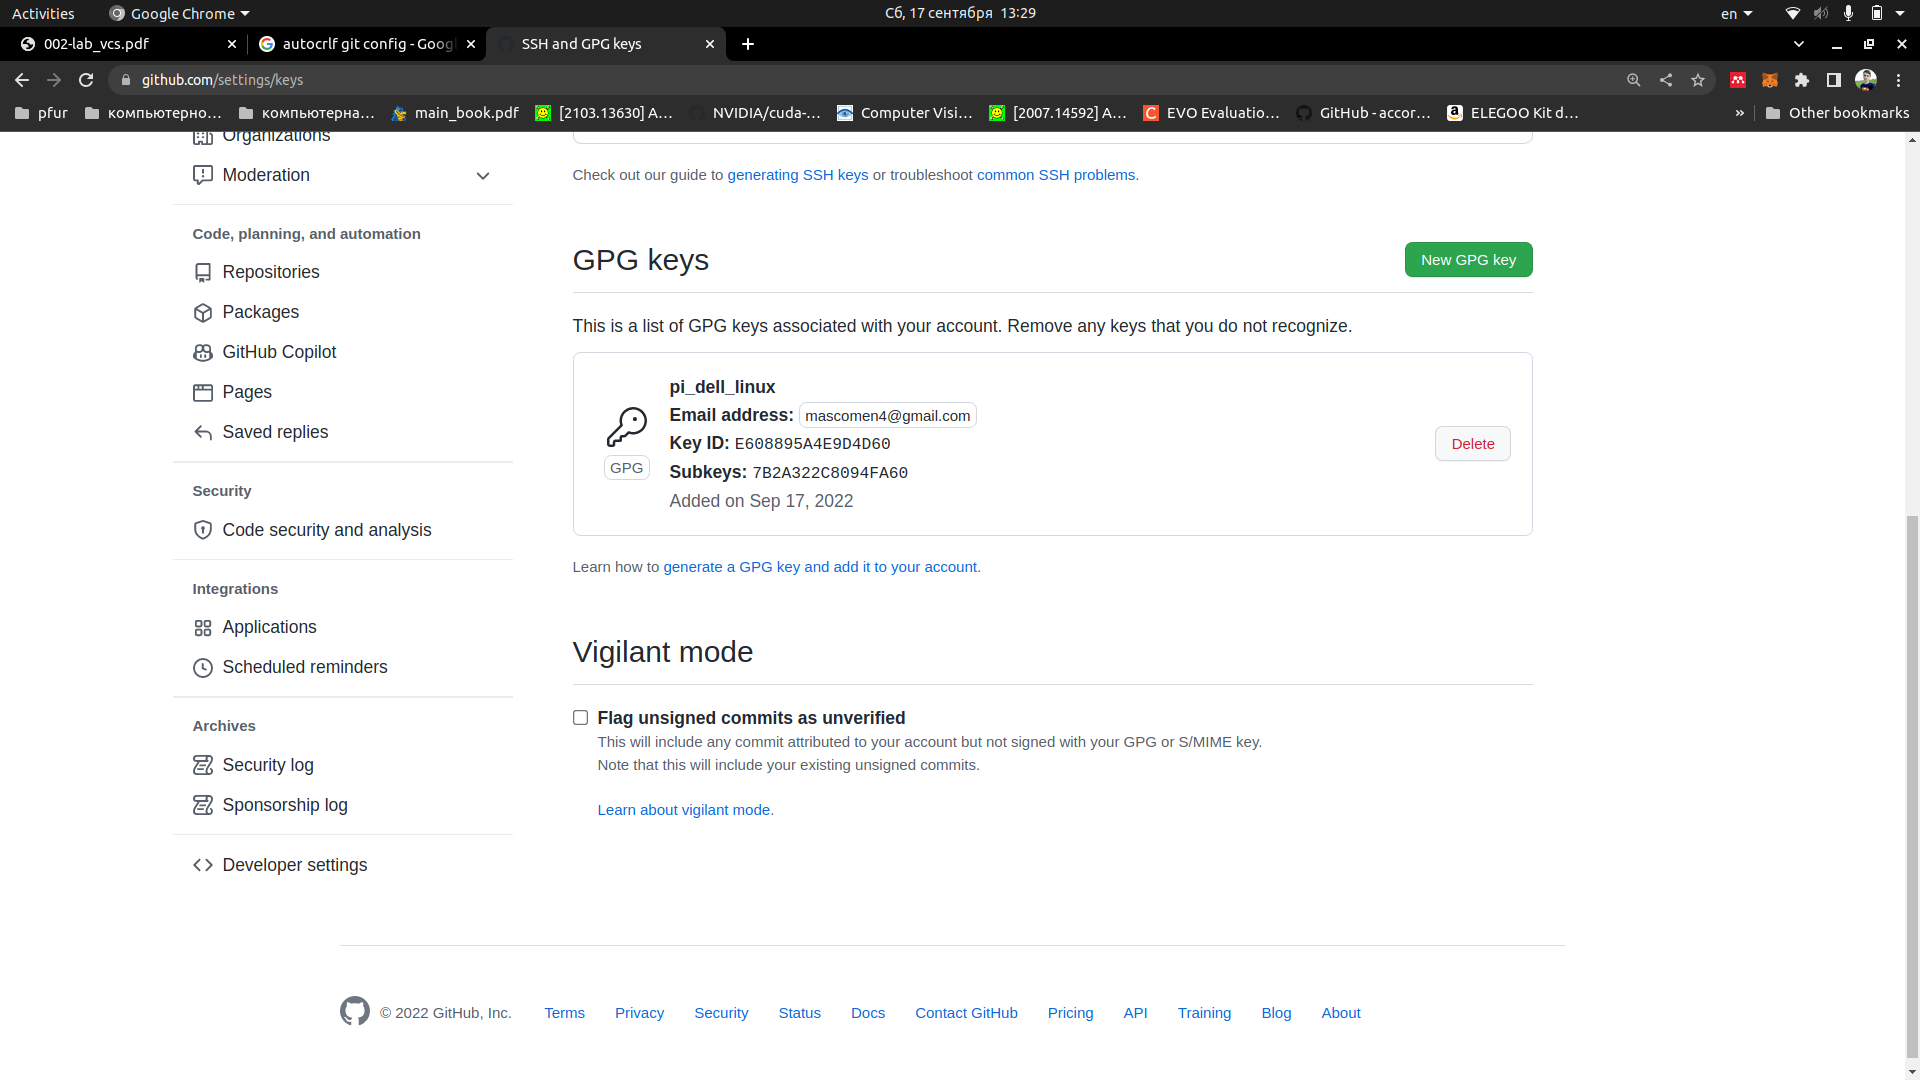 Activities
Google Chrome
Сб, 17 сентября 13:29
en
002-lab_vcs.pdf
autocrlf git config - Googl
SSH and GPG keys
github.com/settings/keys
pfur
компьютерно…
компьютерна…
main_book.pdf
[2103.13630] A…
NVIDIA/cuda-…
Computer Visi…
[2007.14592] A…
EVO Evaluatio…
GitHub - accor…
ELEGOO Kit d…
»
Other bookmarks
Organizations
Moderation
Code, planning, and automation
Repositories
Packages
GitHub Copilot
Pages
Saved replies
Security
Code security and analysis
Integrations
Applications
Scheduled reminders
Archives
Security log
Sponsorship log
Developer settings
Check out our guide to generating SSH keys or troubleshoot common SSH problems.
GPG keys
New GPG key
This is a list of GPG keys associated with your account. Remove any keys that you do not recognize.
GPG
pi_dell_linux
Email address: mascomen4@gmail.com
Key ID: E608895A4E9D4D60
Subkeys: 7B2A322C8094FA60
Added on Sep 17, 2022
Delete
Learn how to generate a GPG key and add it to your account.
Vigilant mode
Flag unsigned commits as unverified
This will include any commit attributed to your account but not signed with your GPG or S/MIME key.
Note that this will include your existing unsigned commits.
Learn about vigilant mode.
© 2022 GitHub, Inc.
Terms
Privacy
Security
Status
Docs
Contact GitHub
Pricing
API
Training
Blog
About